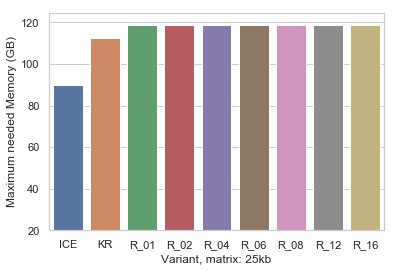 Maximum needed Memory (GB)
120
100
80
60
40
20
ICE KR R_01 R_02 R_04 R_06 R_08 R_12 R_16
Variant, matrix: 25kb